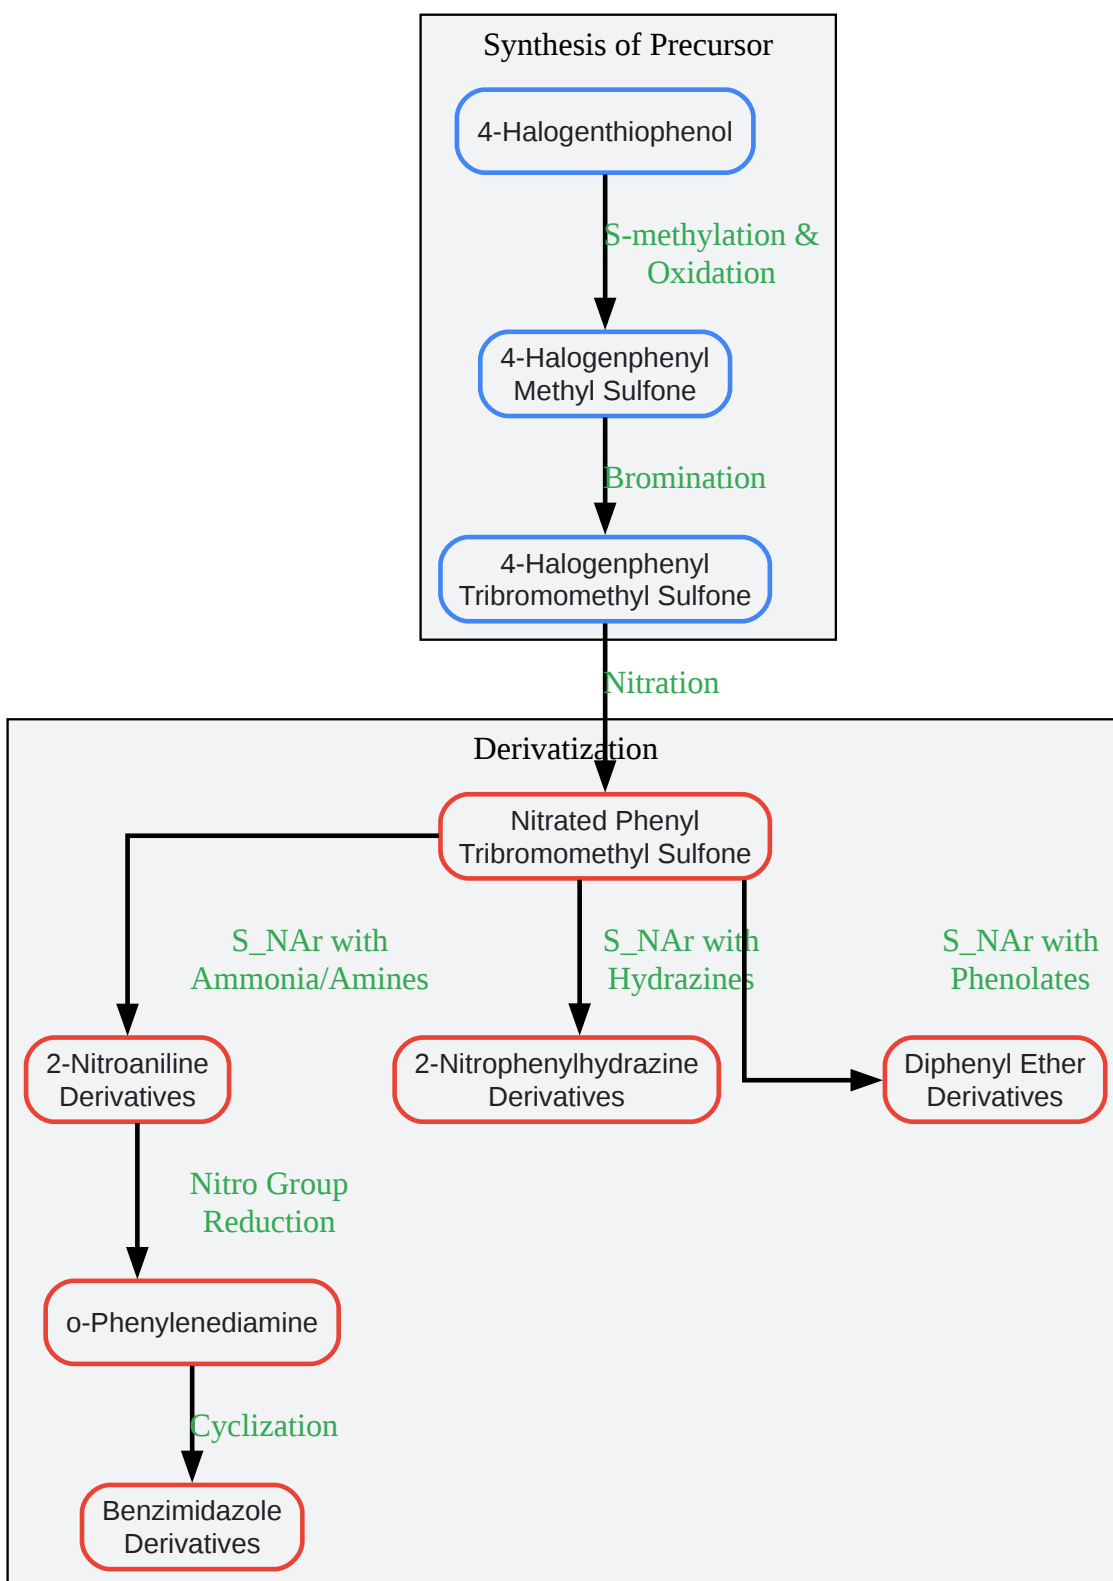 Synthesis of Precursor
4-Halogenthiophenol
S-methylation &
Oxidation
4-Halogenphenyl
Methyl Sulfone
Bromination
4-Halogenphenyl
Tribromomethyl Sulfone
Nitration
Derivatization
Nitrated Phenyl
Tribromomethyl Sulfone
S_NAr with
Ammonia/Amines
S_NAr with
Hydrazines
S_NAr with
Phenolates
2-Nitroaniline
Derivatives
2-Nitrophenylhydrazine
Derivatives
Diphenyl Ether
Derivatives
Nitro Group
Reduction
o-Phenylenediamine
Cyclization
Benzimidazole
Derivatives